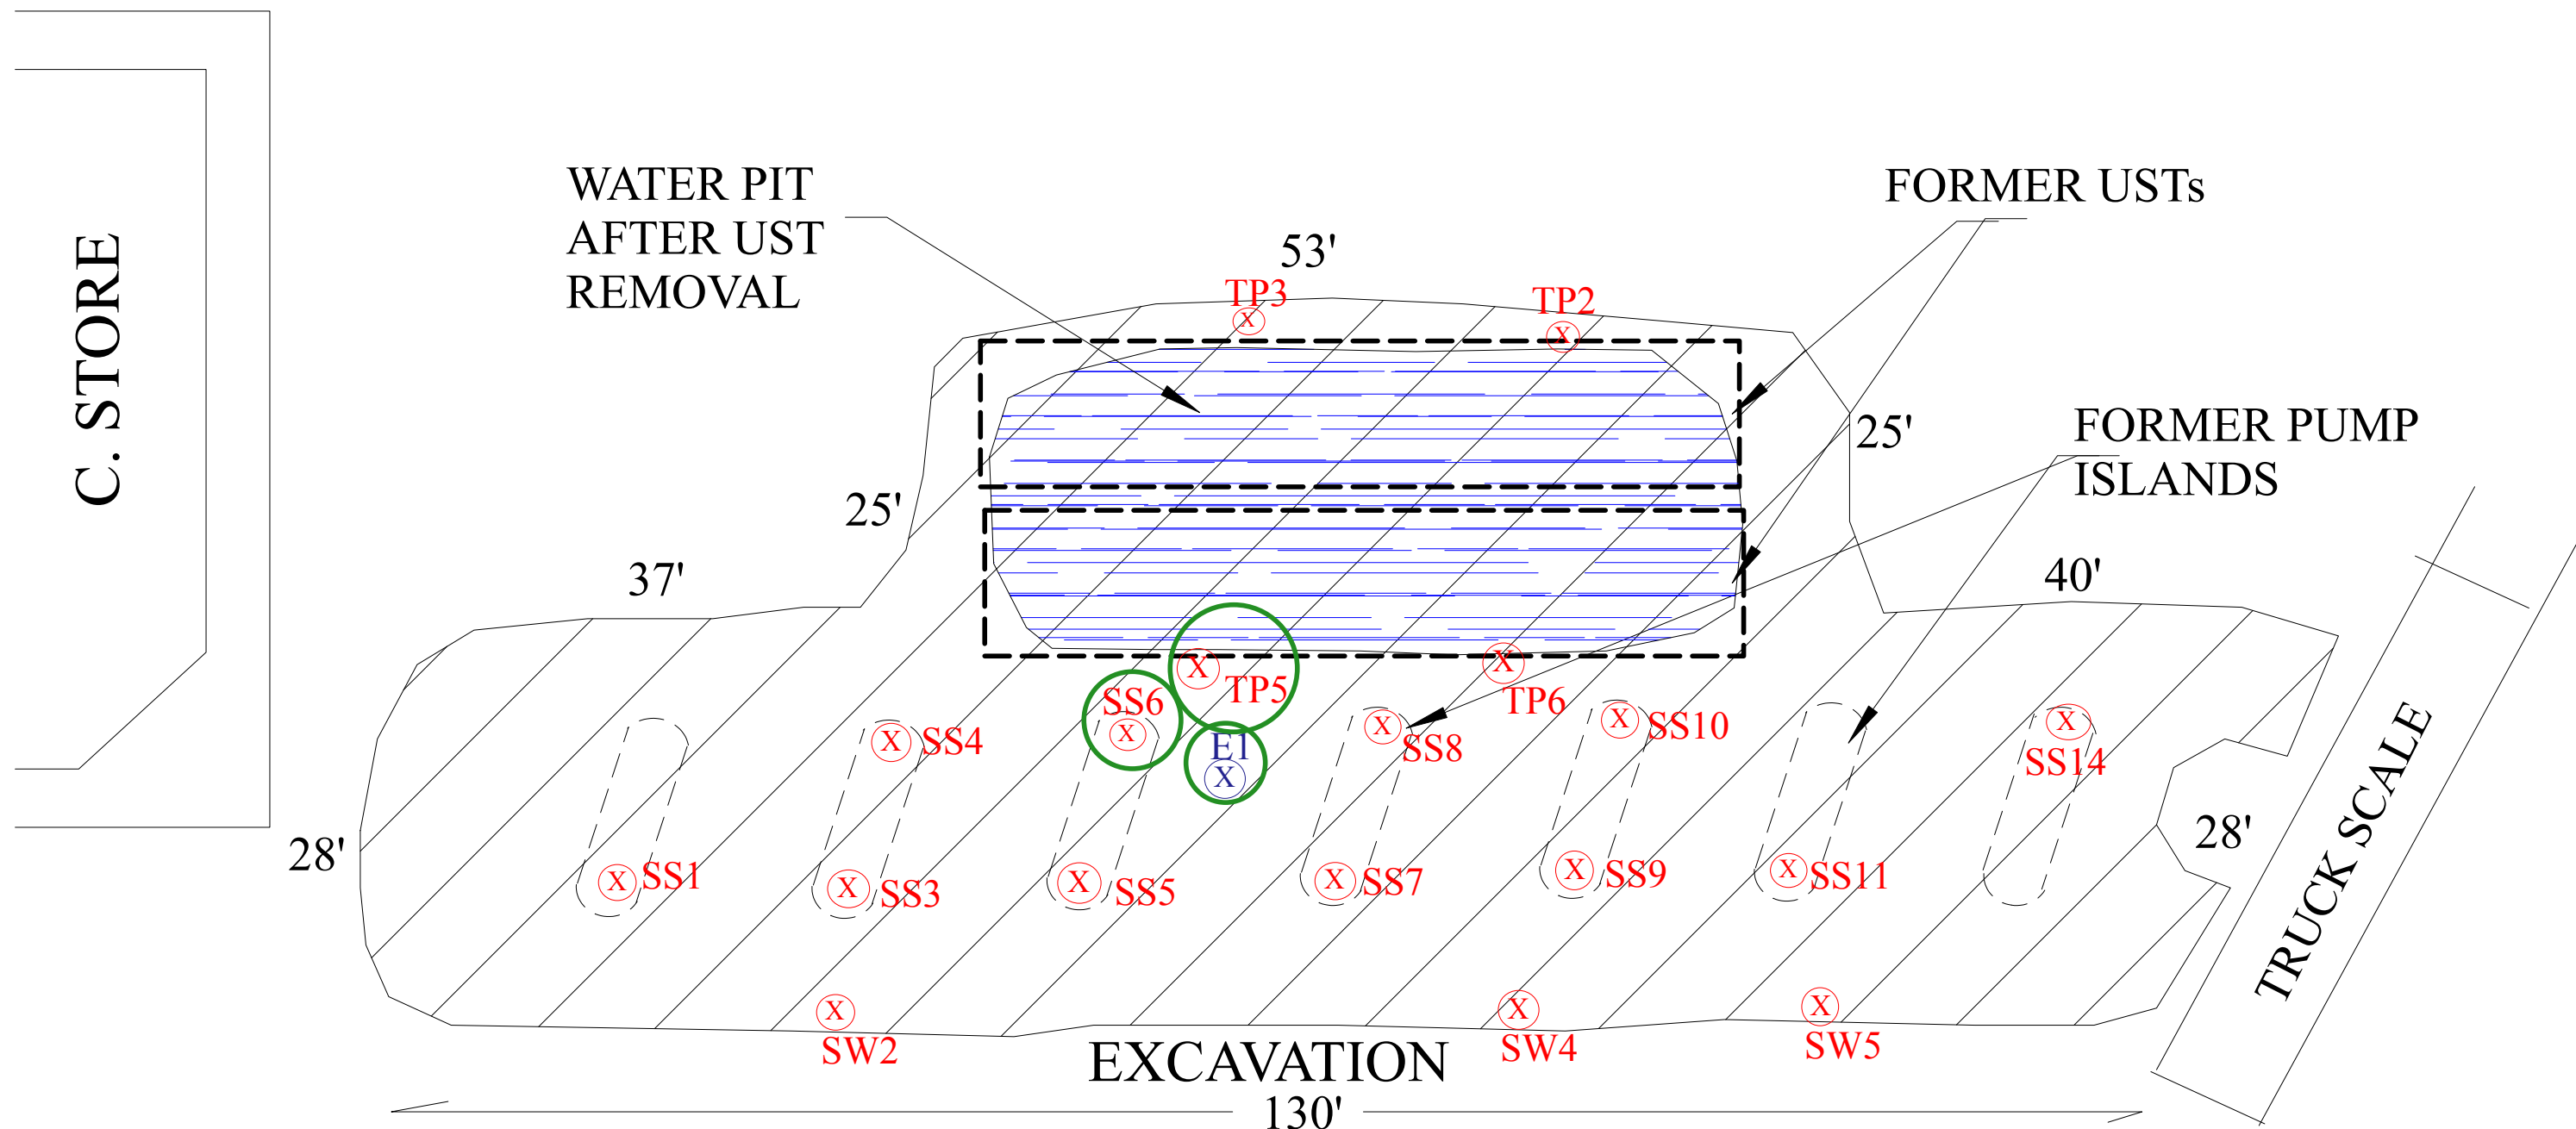 C. STORE
WATER PIT
AFTER UST
REMOVAL
FORMER USTs
53'
TP3
TP2
25'
25'
FORMER PUMP
ISLANDS
37'
40'
X
X
X
TP5
X
TP6
SS6
X
E1
X
X
SS4
X
SS8
X
SS10
X
SS14
28'
28'
TRUCK SCALE
X
SS1
X
SS3
X
SS5
X
SS7
X
SS9
X
SS11
X
SW2
X
SW4
X
SW5
EXCAVATION
130'